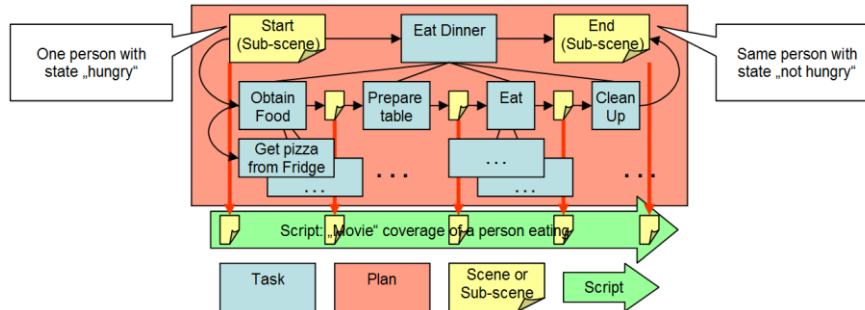 Start
(Sub-scene)
Eat Dinner
End
(Sub-scene)
One person with
state „hungry“
Same person with
state „not hungry“
Obtain
Food
Prepare
table
Eat
Clean
Up
Get pizza
from Fridge
...
...
...
...
...
Script: „Movie“ coverage of a person eating
Task
Plan
Scene or
Sub-scene
Script